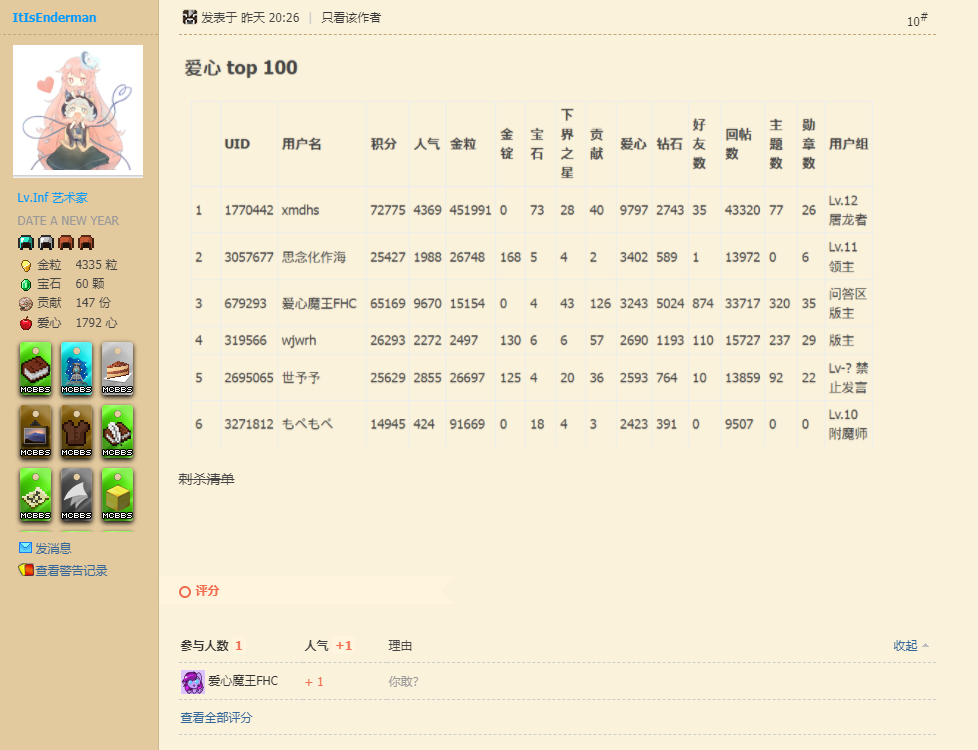 ItIsEnderman
Lv.Inf 艺术家
DATE A NEW YEAR
金粒 4335 粒
宝石 60 颗
贡献 147 份
爱心 1792 心
MCBBS MCBBS MCBBS
MCBBS MCBBS MCBBS
MCBBS MCBBS MCBBS
发消息
查看警告记录
发表于 昨天 20:26 | 只看该作者
10#
爱心 top 100
UID 用户名 积分 人气 金粒 金锭 宝石 下界之星 贡献 爱心 钻石 好友数 回帖数 主题数 勋章数 用户组
1 1770442 xmdhs 72775 4369 451991 0 73 28 40 9797 2743 35 43320 77 26 Lv.12 屠龙者
2 3057677 思念化作海 25427 1988 26748 168 5 4 2 3402 589 1 13972 0 6 Lv.11 领主
3 679293 爱心魔王FHC 65169 9670 15154 0 4 43 126 3243 5024 874 33717 320 35 问答区版主
4 319566 wjwrh 26293 2272 2497 130 6 6 57 2690 1193 110 15727 237 29 版主
5 2695065 世予予 25629 2855 26697 125 4 20 36 2593 764 10 13859 92 22 Lv-? 禁止发言
6 3271812 もぺもぺ 14945 424 91669 0 18 4 3 2423 391 0 9507 0 0 Lv.10 附魔师
刺杀清单
评分
参与人数 1 人气 +1 理由 收起
爱心魔王FHC + 1 你敢?
查看全部评分